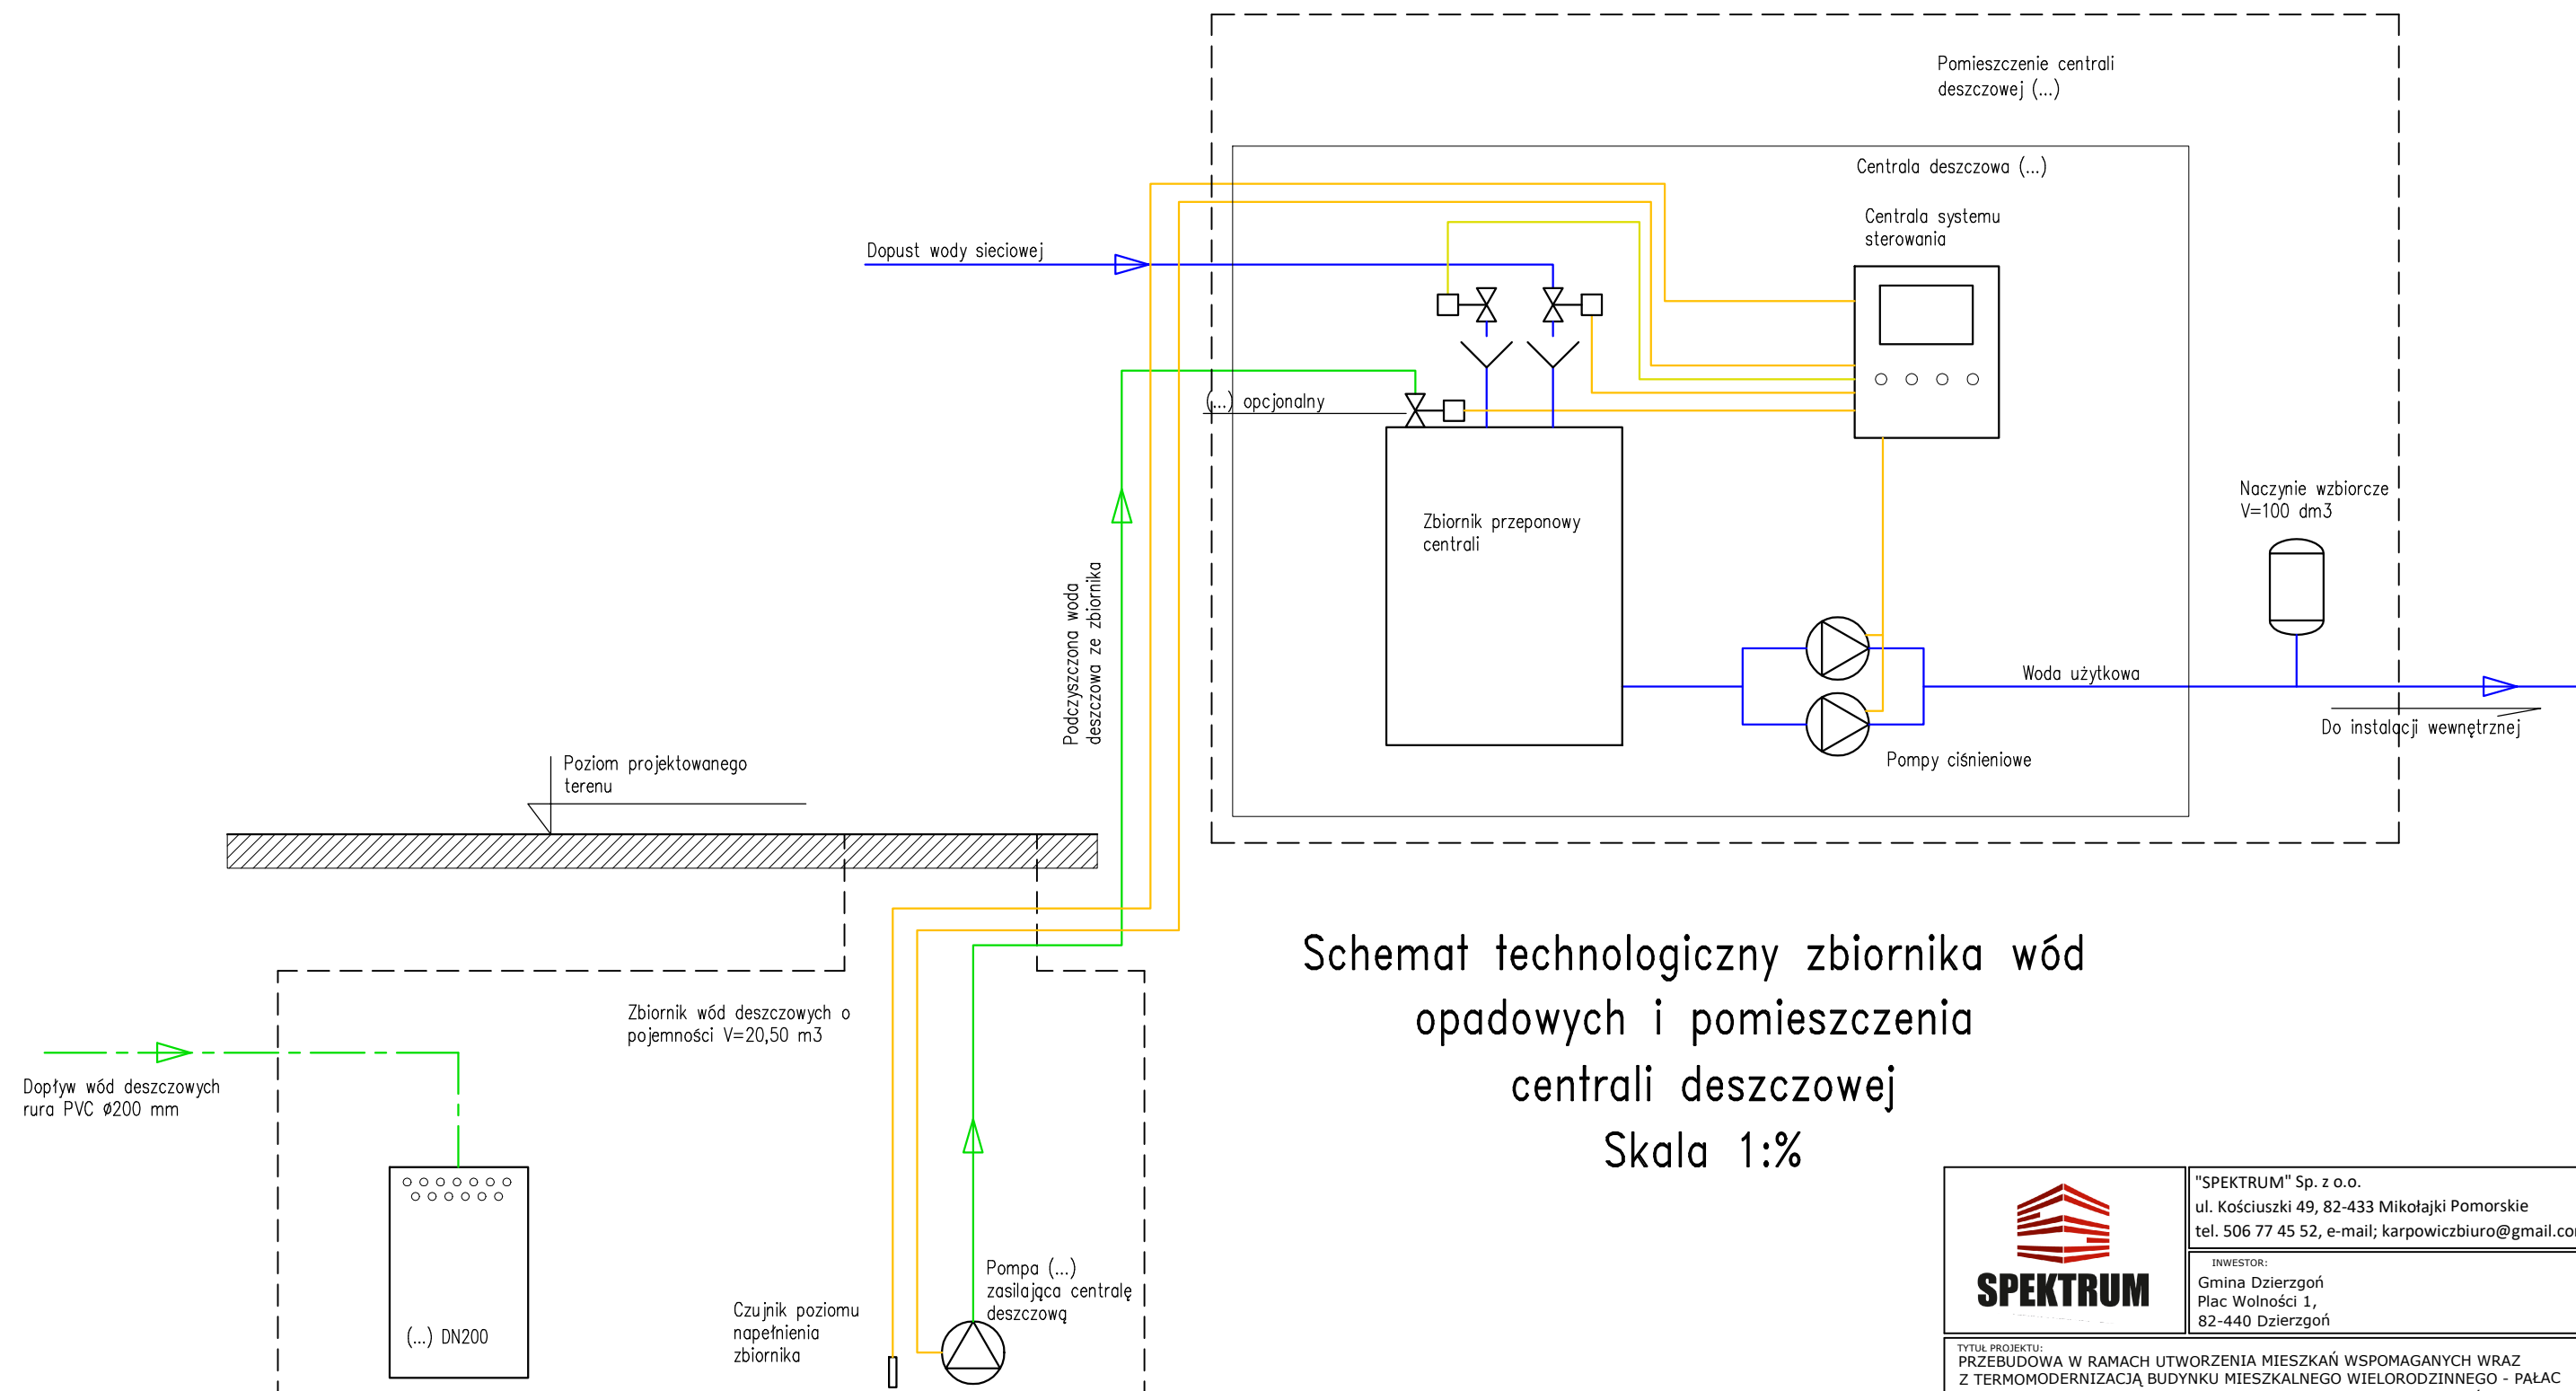 Pomieszczenie centrali
deszczowej (...)
Centrala deszczowa (...)
Centrala systemu
sterowania
Dopust wody sieciowej
(...) opcjonalny
Zbiornik przeponowy
centrali
Naczynie wzbiorcze
V=100 dm3
Podczyszczona woda
deszczowa ze zbiornika
Woda użytkowa
Do instalacji wewnętrznej
Pompy ciśnieniowe
Poziom projektowanego
terenu
Zbiornik wód deszczowych o
pojemności V=20,50 m3
Dopływ wód deszczowych
rura PVC Ø200 mm
(...) DN200
Czujnik poziomu
napełnienia
zbiornika
Pompa (...)
zasilająca centralę
deszczową
Schemat technologiczny zbiornika wód
opadowych i pomieszczenia
centrali deszczowej
Skala 1:%
SPEKTRUM
"SPEKTRUM" Sp. z o.o.
ul. Kościuszki 49, 82-433 Mikołajki Pomorskie
tel. 506 77 45 52, e-mail; karpowiczbiuro@gmail.co
INWESTOR:
Gmina Dzierzgoń
Plac Wolności 1,
82-440 Dzierzgoń
TYTUŁ PROJEKTU:
PRZEBUDOWA W RAMACH UTWORZENIA MIESZKAŃ WSPOMAGANYCH WRAZ
Z TERMOMODERNIZACJĄ BUDYNKU MIESZKALNEGO WIELORODZINNEGO - PAŁAC